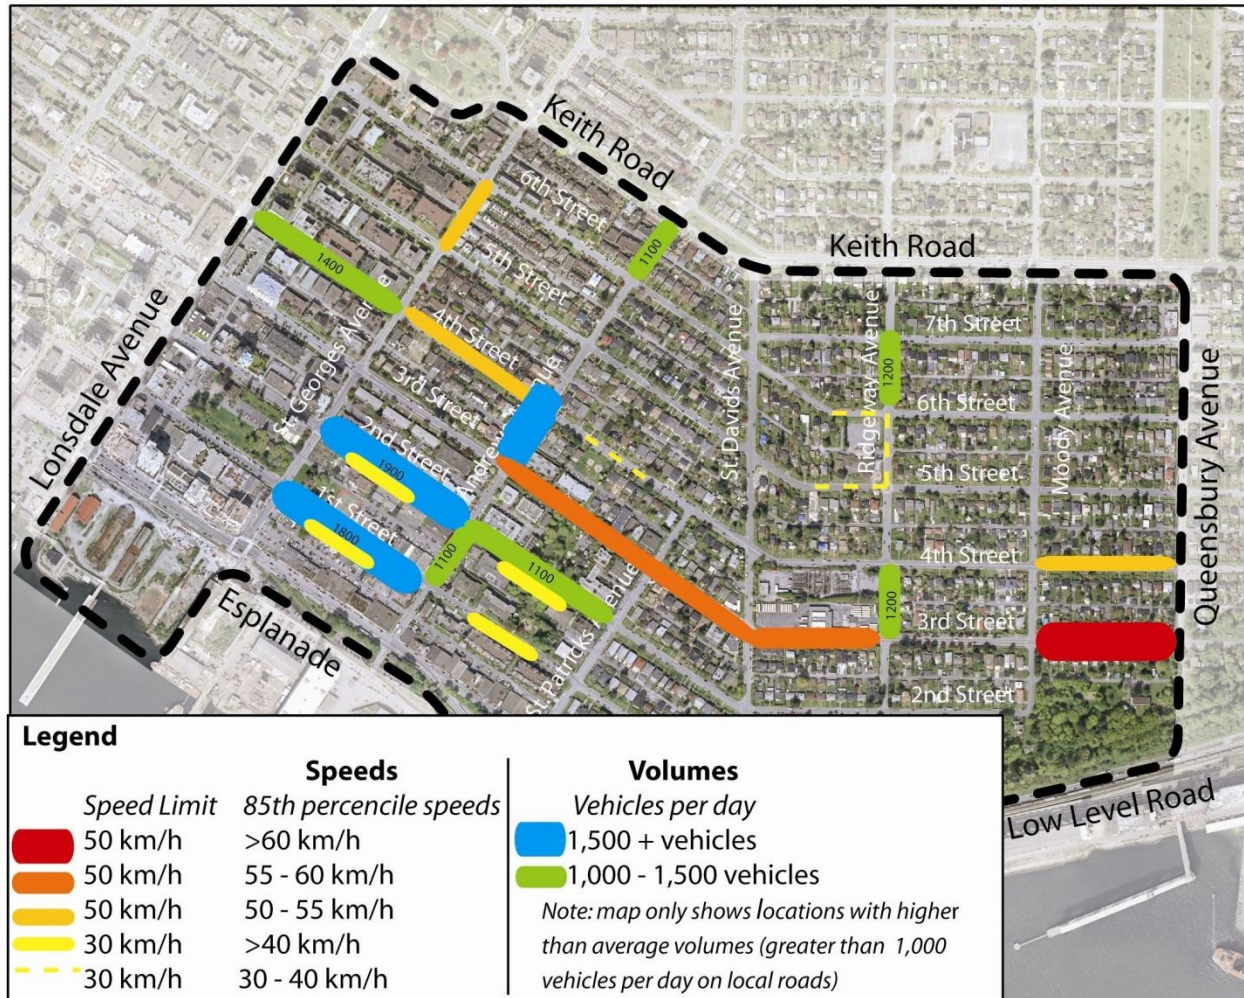 Keith Road
6th Street
1100
5th Street
Keith Road
1400
7th Street
1200
4th Street
St. Georges Avenue
Lonsdale Avenue
3rd Street
St. Davids Avenue
Ridgeway Avenue
6th Street
Moody Avenue
Queensbury Avenue
2nd Street
1900
5th Street
1st Street
1800
1100
1100
4th Street
1200
3rd Street
Esplanade
St. Patricks Avenue
2nd Street
Low Level Road
Legend
Speeds
Speed Limit 85th percencile speeds
50 km/h >60 km/h
50 km/h 55 - 60 km/h
50 km/h 50 - 55 km/h
30 km/h >40 km/h
30 km/h 30 - 40 km/h
Volumes
Vehicles per day
1,500 + vehicles
1,000 - 1,500 vehicles
Note: map only shows locations with higher
than average volumes (greater than 1,000
vehicles per day on local roads)